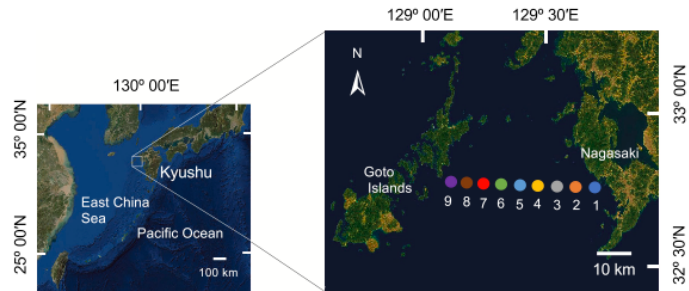 130º 00′E
35º 00′N
25º 00′N
Kyushu
East China
Sea
Pacific Ocean
100 km
129º 00′E
129º 30′E
N
33º 00′N
32º 30′N
Nagasaki
Goto
Islands
9 8 7 6 5 4 3 2 1
10 km